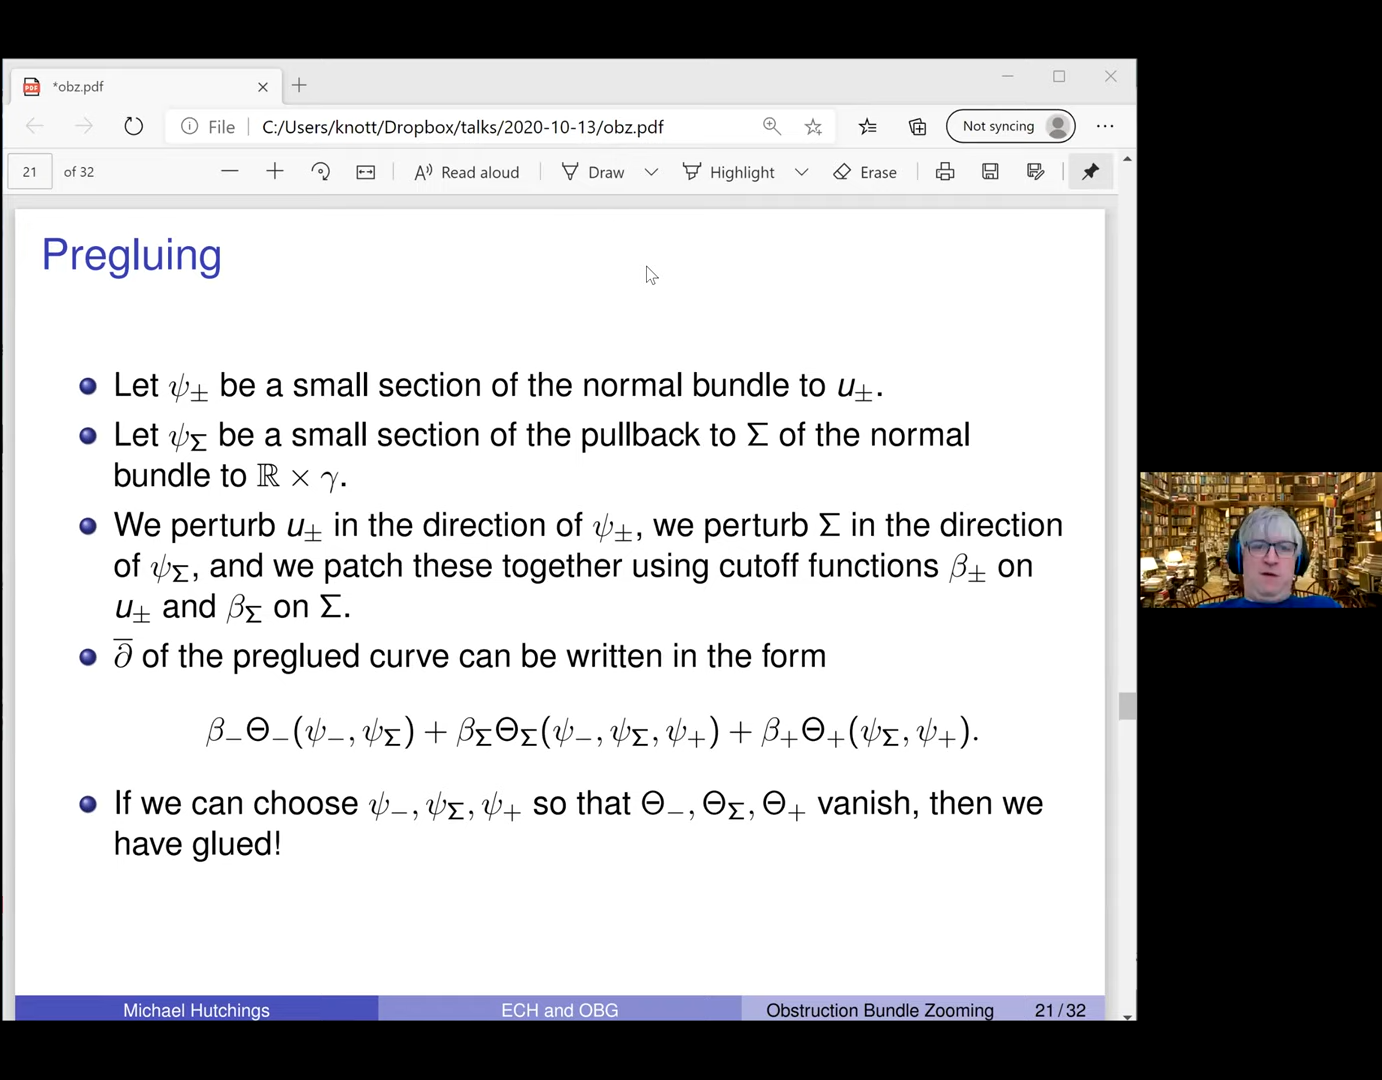 *obz.pdf
File C:/Users/knott/Dropbox/talks/2020-10-13/obz.pdf Not syncing
21 of 32 Read aloud Draw Highlight Erase
Pregluing
Let ψ± be a small section of the normal bundle to u±.
Let ψΣ be a small section of the pullback to Σ of the normal
bundle to ℝ × γ.
We perturb u± in the direction of ψ±, we perturb Σ in the direction
of ψΣ, and we patch these together using cutoff functions β± on
u± and βΣ on Σ.
∂̄ of the preglued curve can be written in the form
β₋Θ₋(ψ₋, ψΣ) + βΣΘΣ(ψ₋, ψΣ, ψ₊) + β₊Θ₊(ψΣ, ψ₊).
If we can choose ψ₋, ψΣ, ψ₊ so that Θ₋, ΘΣ, Θ₊ vanish, then we
have glued!
Michael Hutchings ECH and OBG Obstruction Bundle Zooming 21 / 32